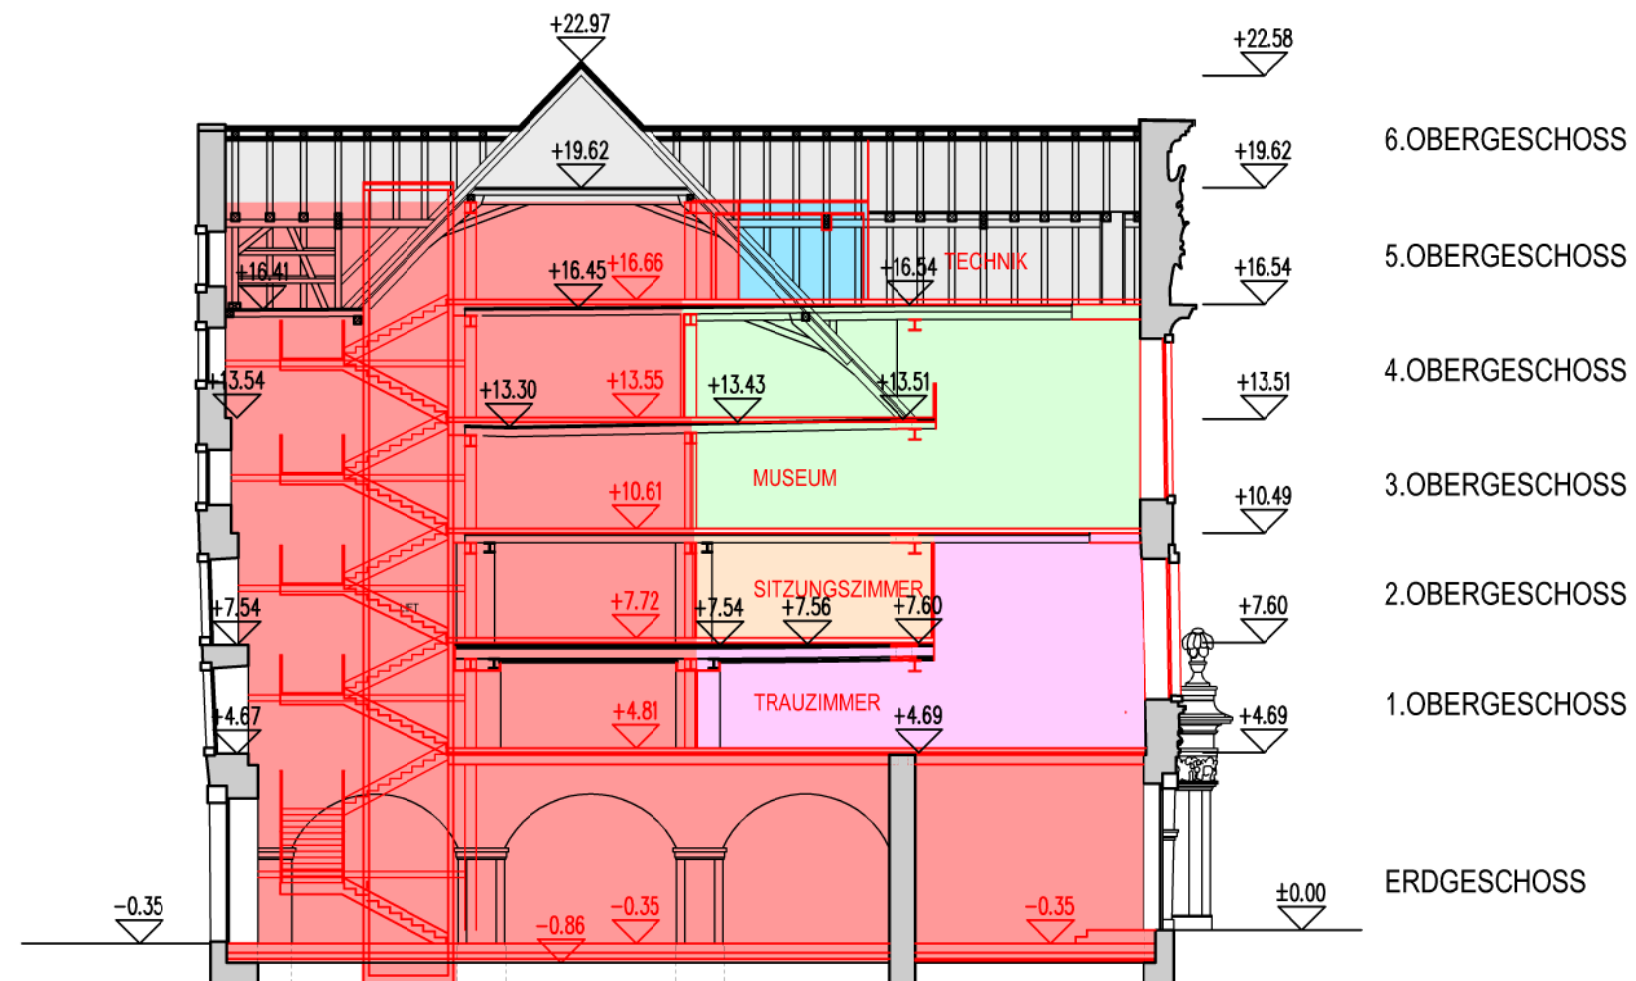 +22.97
+22.58
6.OBERGESCHOSS
+19.62
+19.62
+16.41
+16.45
+16.66
+16.54
TECHNIK
+16.54
5.OBERGESCHOSS
+13.54
+13.30
+13.55
+13.43
+13.51
+13.51
4.OBERGESCHOSS
MUSEUM
+10.61
+10.49
3.OBERGESCHOSS
SITZUNGSZIMMER
LIFT
+7.54
+7.72
+7.54
+7.56
+7.60
+7.60
2.OBERGESCHOSS
TRAUZIMMER
+4.67
+4.81
+4.69
+4.69
1.OBERGESCHOSS
ERDGESCHOSS
−0.35
−0.86
−0.35
−0.35
±0.00